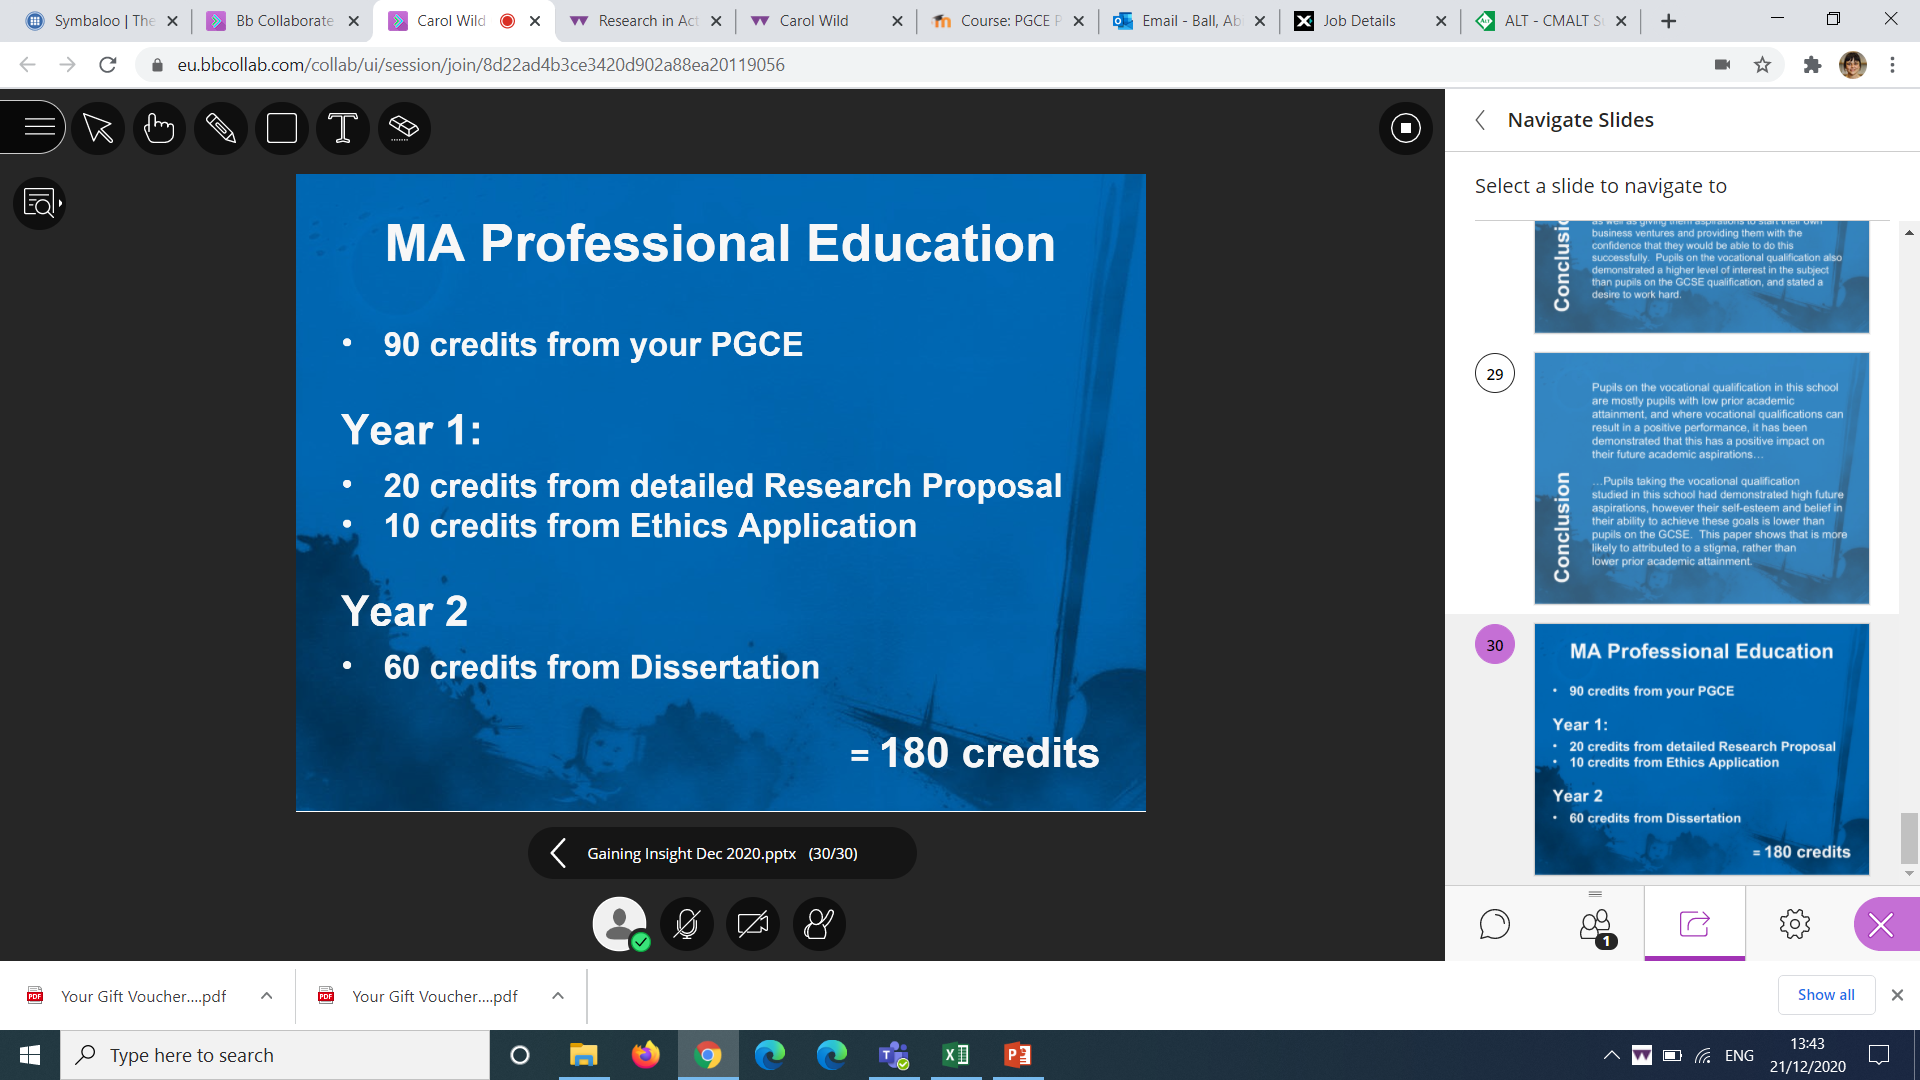 Symbaloo | The
Bb Collaborate
Carol Wild
Research in Act
Carol Wild
Course: PGCE P
Email - Ball, Ab
Job Details
ALT - CMALT S
eu.bbcollab.com/collab/ui/session/join/8d22ad4b3ce3420d902a88ea20119056
MA Professional Education
• 90 credits from your PGCE
Year 1:
• 20 credits from detailed Research Proposal
• 10 credits from Ethics Application
Year 2
• 60 credits from Dissertation
= 180 credits
Gaining Insight Dec 2020.pptx (30/30)
Navigate Slides
Select a slide to navigate to
as well as giving them aspirations to start their own
business ventures and providing them with the
confidence that they would be able to do this
successfully. Pupils on the vocational qualification also
demonstrated a higher level of interest in the subject
than pupils on the GCSE qualification, and stated a
desire to work hard.
Conclusio
29
Pupils on the vocational qualification in this school
are mostly pupils with low prior academic
attainment, and where vocational qualifications can
result in a positive performance, it has been
demonstrated that this has a positive impact on
their future academic aspirations…
…Pupils taking the vocational qualification
studied in this school had demonstrated high future
aspirations, however their self-esteem and belief in
their ability to achieve these goals is lower than
pupils on the GCSE. This paper shows that is more
likely to attributed to a stigma, rather than
lower prior academic attainment.
Conclusion
30
MA Professional Education
• 90 credits from your PGCE
Year 1:
• 20 credits from detailed Research Proposal
• 10 credits from Ethics Application
Year 2
• 60 credits from Dissertation
= 180 credits
1
PDF
Your Gift Voucher....pdf
PDF
Your Gift Voucher....pdf
Show all
Type here to search
ENG
13:43
21/12/2020